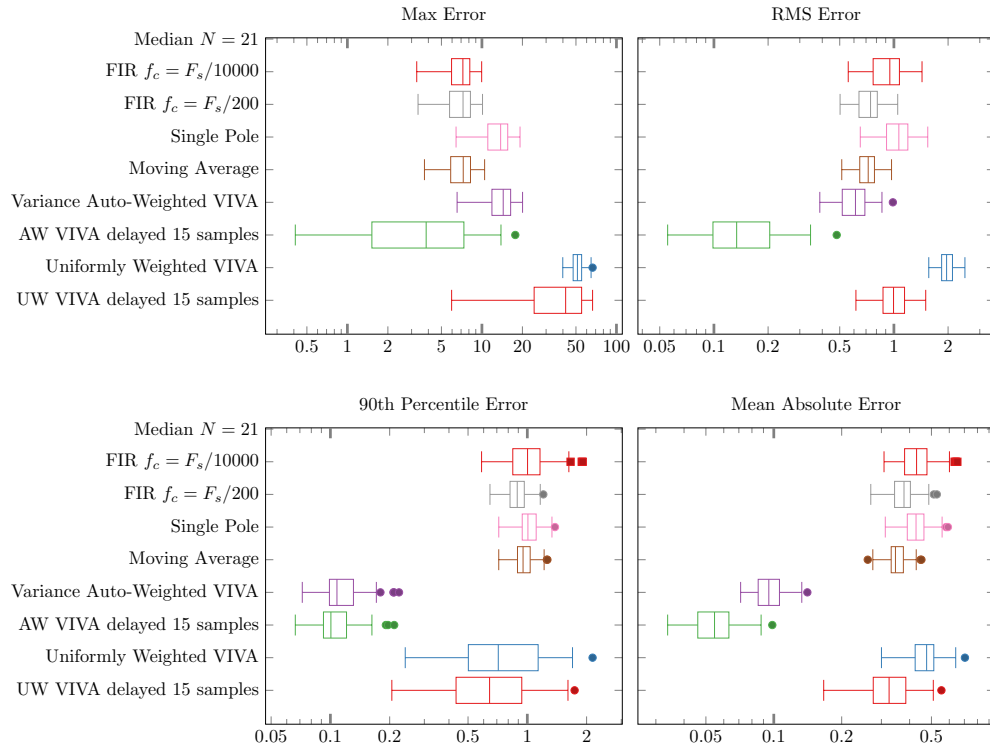 Max Error
RMS Error
Median N = 21
FIR f_c = F_s/10000
FIR f_c = F_s/200
Single Pole
Moving Average
Variance Auto-Weighted VIVA
AW VIVA delayed 15 samples
Uniformly Weighted VIVA
UW VIVA delayed 15 samples
0.5 1 2 5 10 20 50 100
0.05 0.1 0.2 0.5 1 2
90th Percentile Error
Mean Absolute Error
Median N = 21
FIR f_c = F_s/10000
FIR f_c = F_s/200
Single Pole
Moving Average
Variance Auto-Weighted VIVA
AW VIVA delayed 15 samples
Uniformly Weighted VIVA
UW VIVA delayed 15 samples
0.05 0.1 0.2 0.5 1 2
0.05 0.1 0.2 0.5